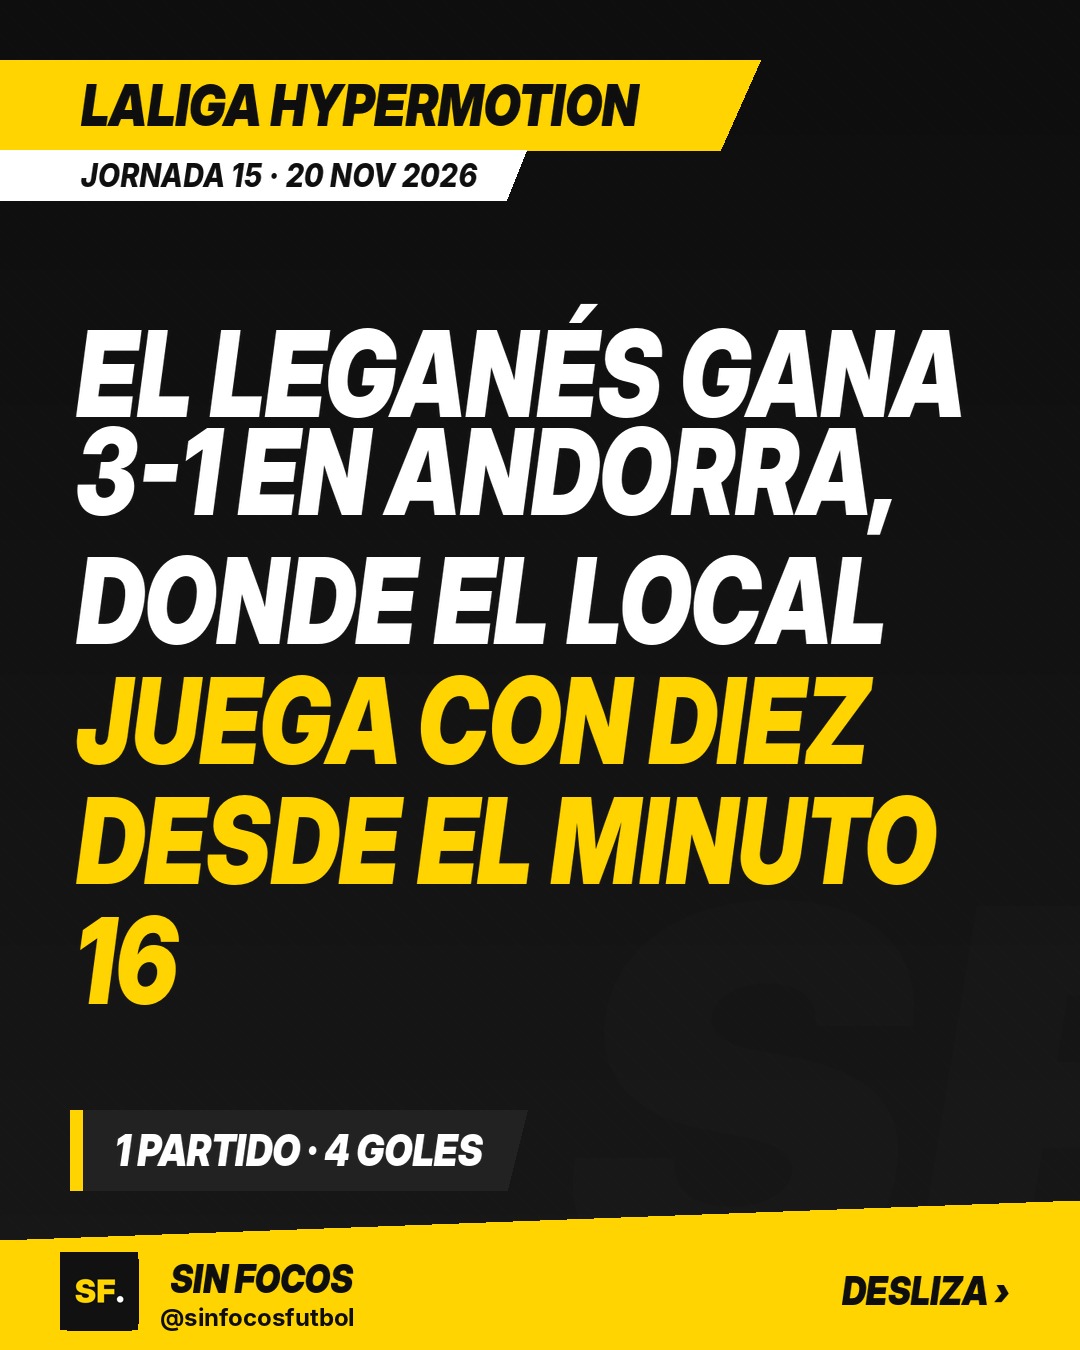 LALIGA HYPERMOTION
JORNADA 15 · 20 NOV 2026
EL LEGANÉS GANA
3-1 EN ANDORRA,
DONDE EL LOCAL
JUEGA CON DIEZ
DESDE EL MINUTO
16
1 PARTIDO · 4 GOLES
SF.
SIN FOCOS
@sinfocosfutbol
DESLIZA ›